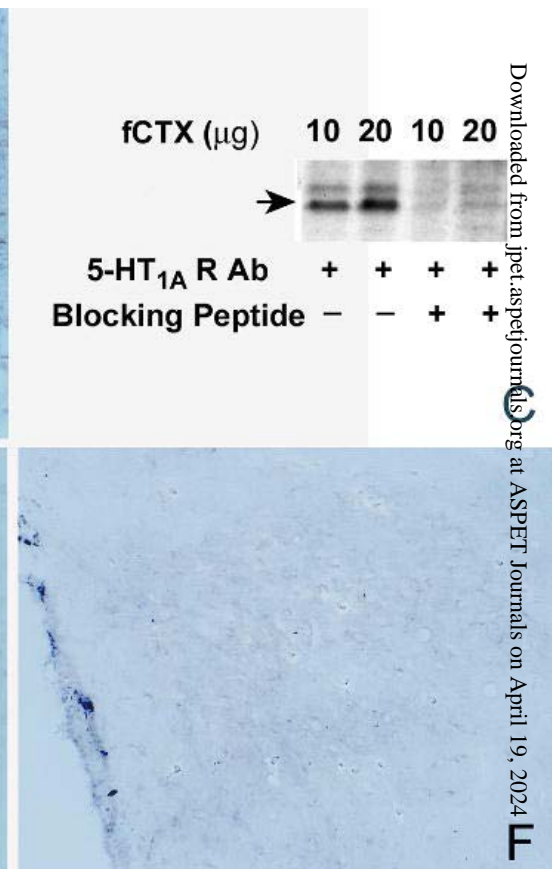 fCTX (μg) 10 20 10 20
5-HT1A R Ab + + + +
Blocking Peptide − − + +
C
F
Downloaded from jpet.aspetjournals.org at ASPET Journals on April 19, 2024